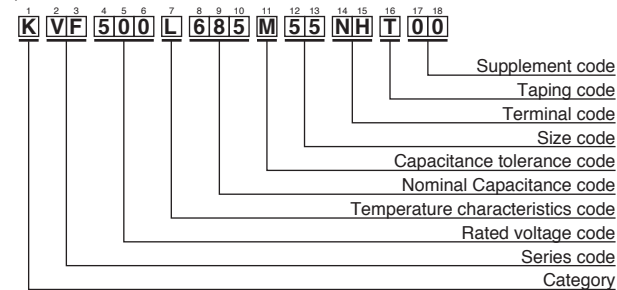 1 2 3 4 5 6 7 8 9 10 11 12 13 14 15 16 17 18
K VF 500 L 685 M 55 NH T 00
Supplement code
Taping code
Terminal code
Size code
Capacitance tolerance code
Nominal Capacitance code
Temperature characteristics code
Rated voltage code
Series code
Category